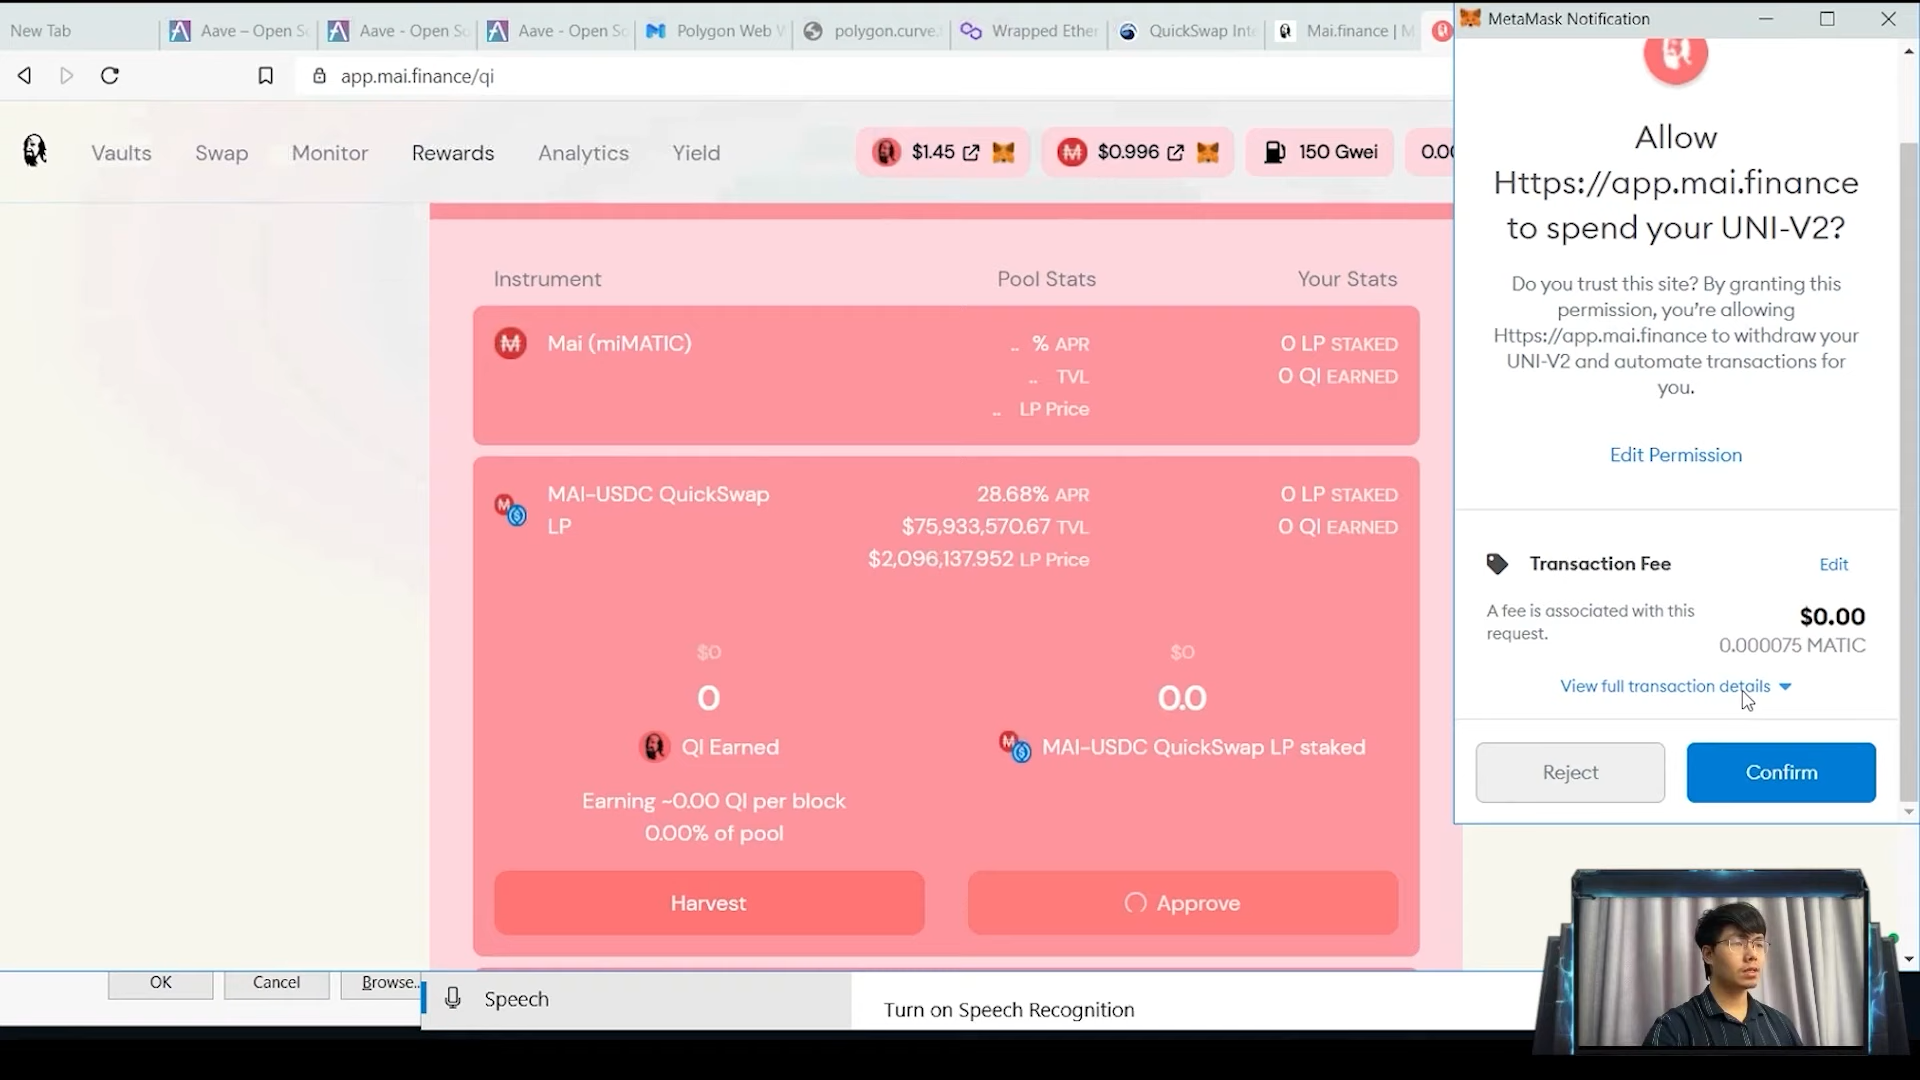 New Tab
Aave – Open So
Aave - Open So
Aave - Open So
Polygon Web W
polygon.curve.
Wrapped Ether
QuickSwap Inte
Mai.finance | M
app.mai.finance/qi
Vaults
Swap
Monitor
Rewards
Analytics
Yield
$1.45
$0.996
150 Gwei
0.00
Instrument
Pool Stats
Your Stats
Mai (miMATIC)
.. % APR
0 LP STAKED
.. TVL
0 QI EARNED
.. LP Price
MAI-USDC QuickSwap
LP
28.68% APR
0 LP STAKED
$75,933,570.67 TVL
0 QI EARNED
$2,096,137.952 LP Price
$0
$0
0
0.0
QI Earned
MAI-USDC QuickSwap LP staked
Earning ~0.00 QI per block
0.00% of pool
Harvest
Approve
MetaMask Notification
Allow
Https://app.mai.finance
to spend your UNI-V2?
Do you trust this site? By granting this
permission, you're allowing
Https://app.mai.finance to withdraw your
UNI-V2 and automate transactions for
you.
Edit Permission
Transaction Fee
Edit
A fee is associated with this
request.
$0.00
0.000075 MATIC
View full transaction details
Reject
Confirm
OK
Cancel
Browse..
Speech
Turn on Speech Recognition